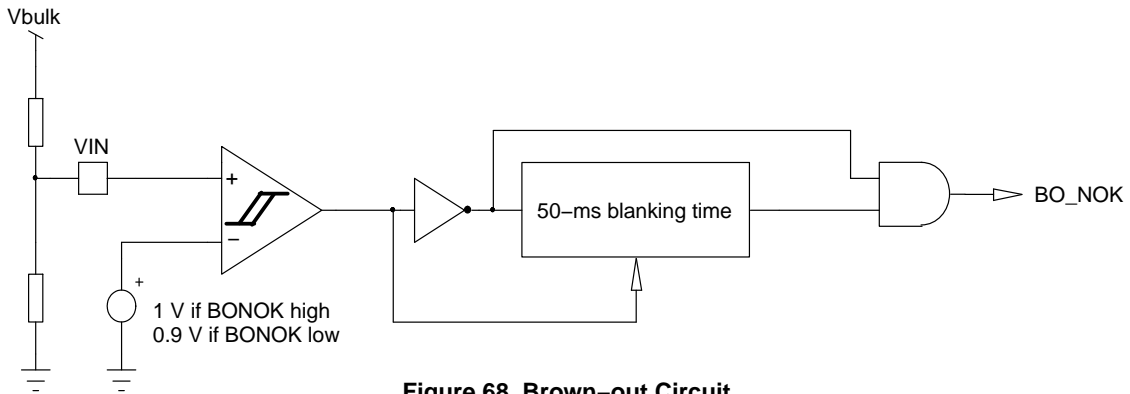 Vbulk
VIN
+
−
+
1 V if BONOK high
0.9 V if BONOK low
50−ms blanking time
BO_NOK
Figure 68. Brown−out Circuit